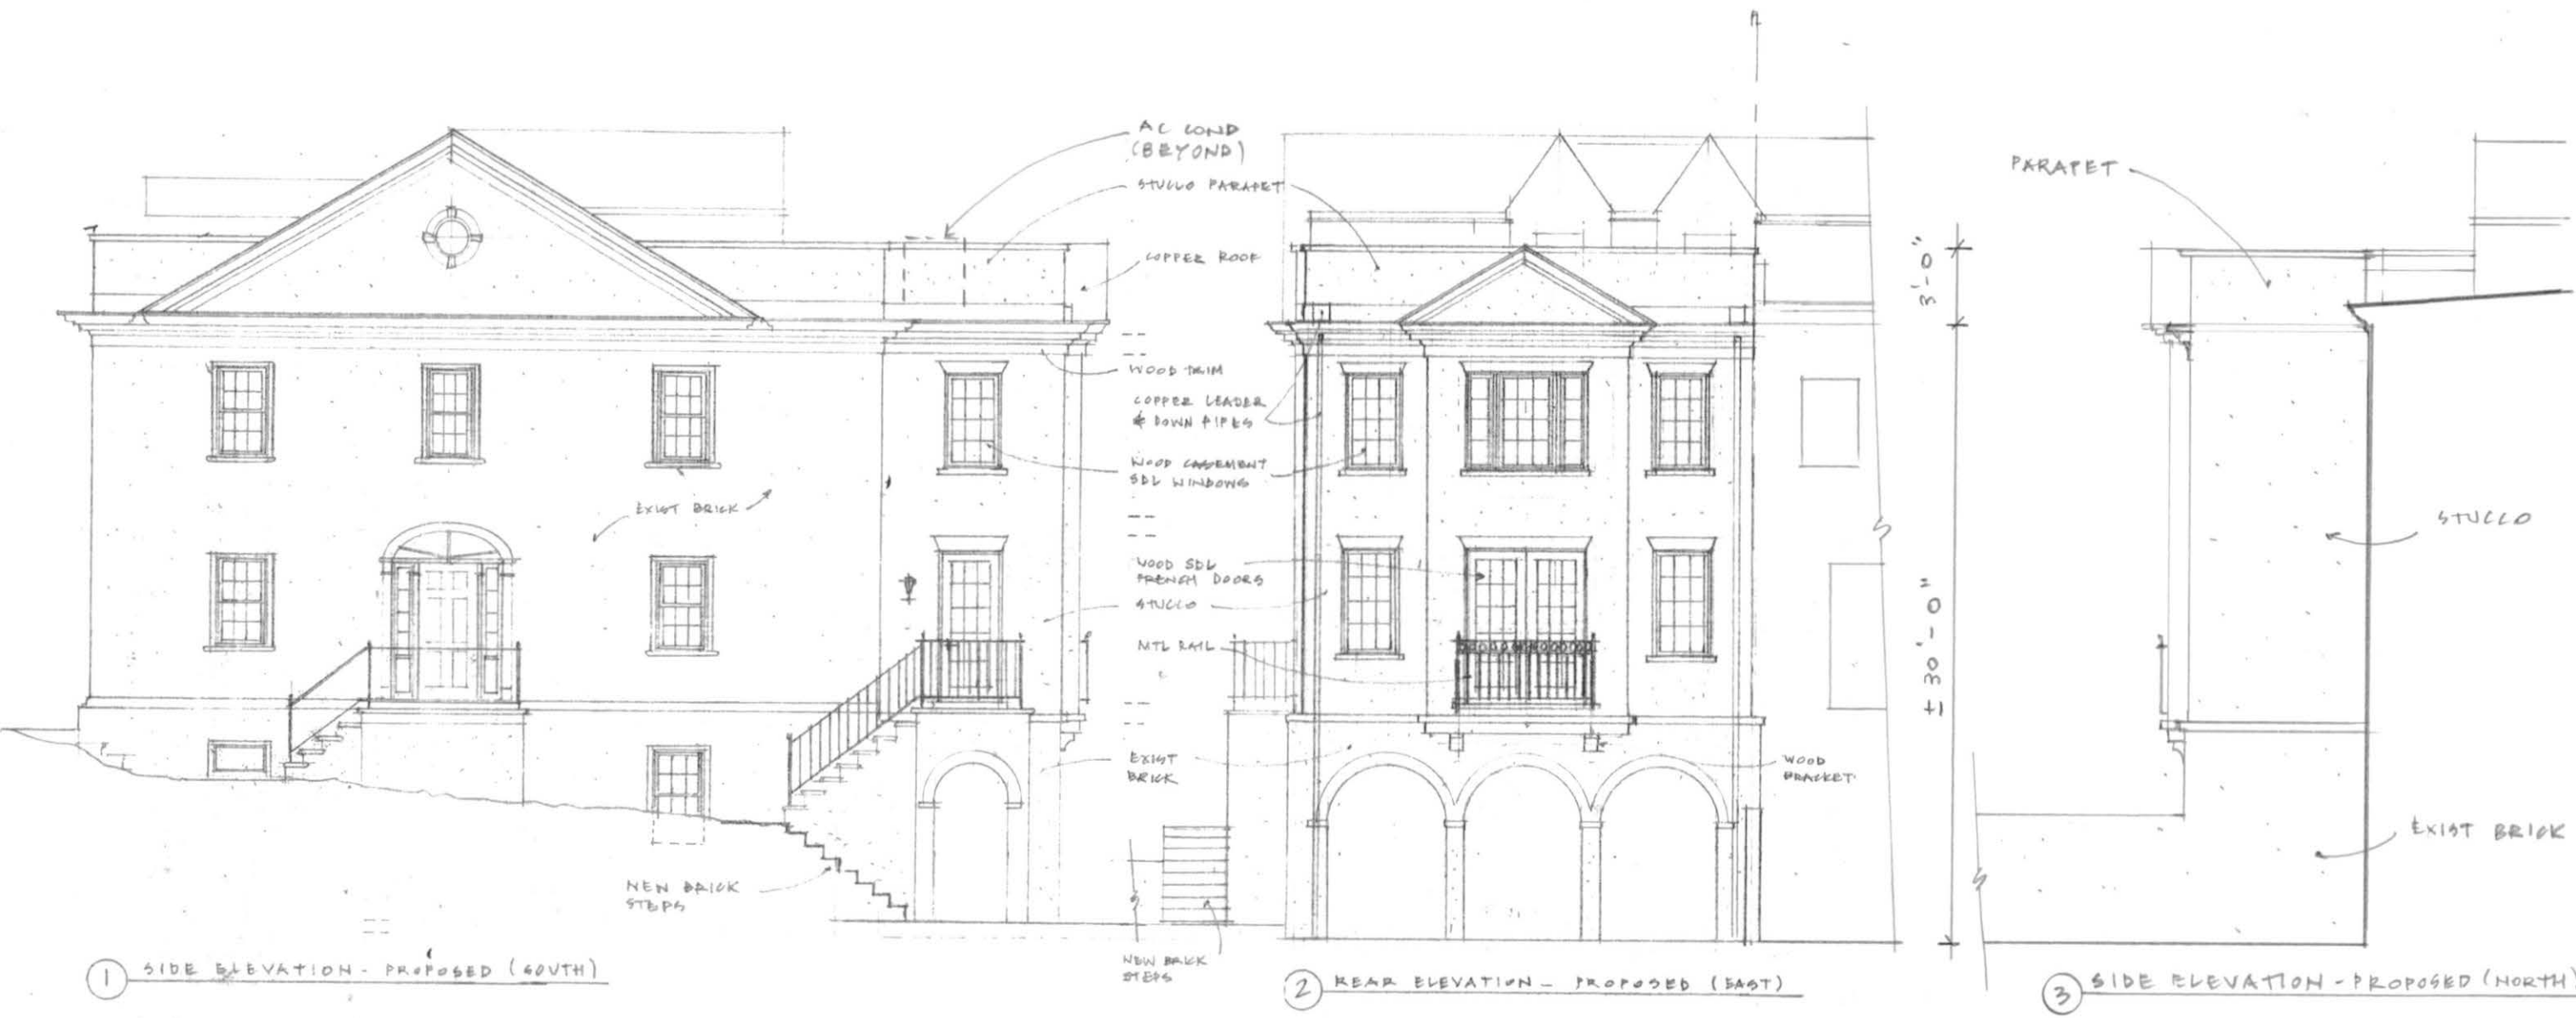 AC COND
(BEYOND)
STUCCO PARAPET
COPPER ROOF
WOOD TRIM
COPPER LEADER
& DOWN PIPES
WOOD CASEMENT
SDL WINDOWS
EXIST BRICK
WOOD SDL
FRENCH DOORS
STUCCO
MTL RAIL
EXIST
BRICK
WOOD
BRACKET
NEW BRICK
STEPS
NEW BRICK
STEPS
3'-0"
± 30'-0"
PARAPET
STUCCO
EXIST BRICK
1 SIDE ELEVATION - PROPOSED (SOUTH)
2 REAR ELEVATION - PROPOSED (EAST)
3 SIDE ELEVATION - PROPOSED (NORTH)